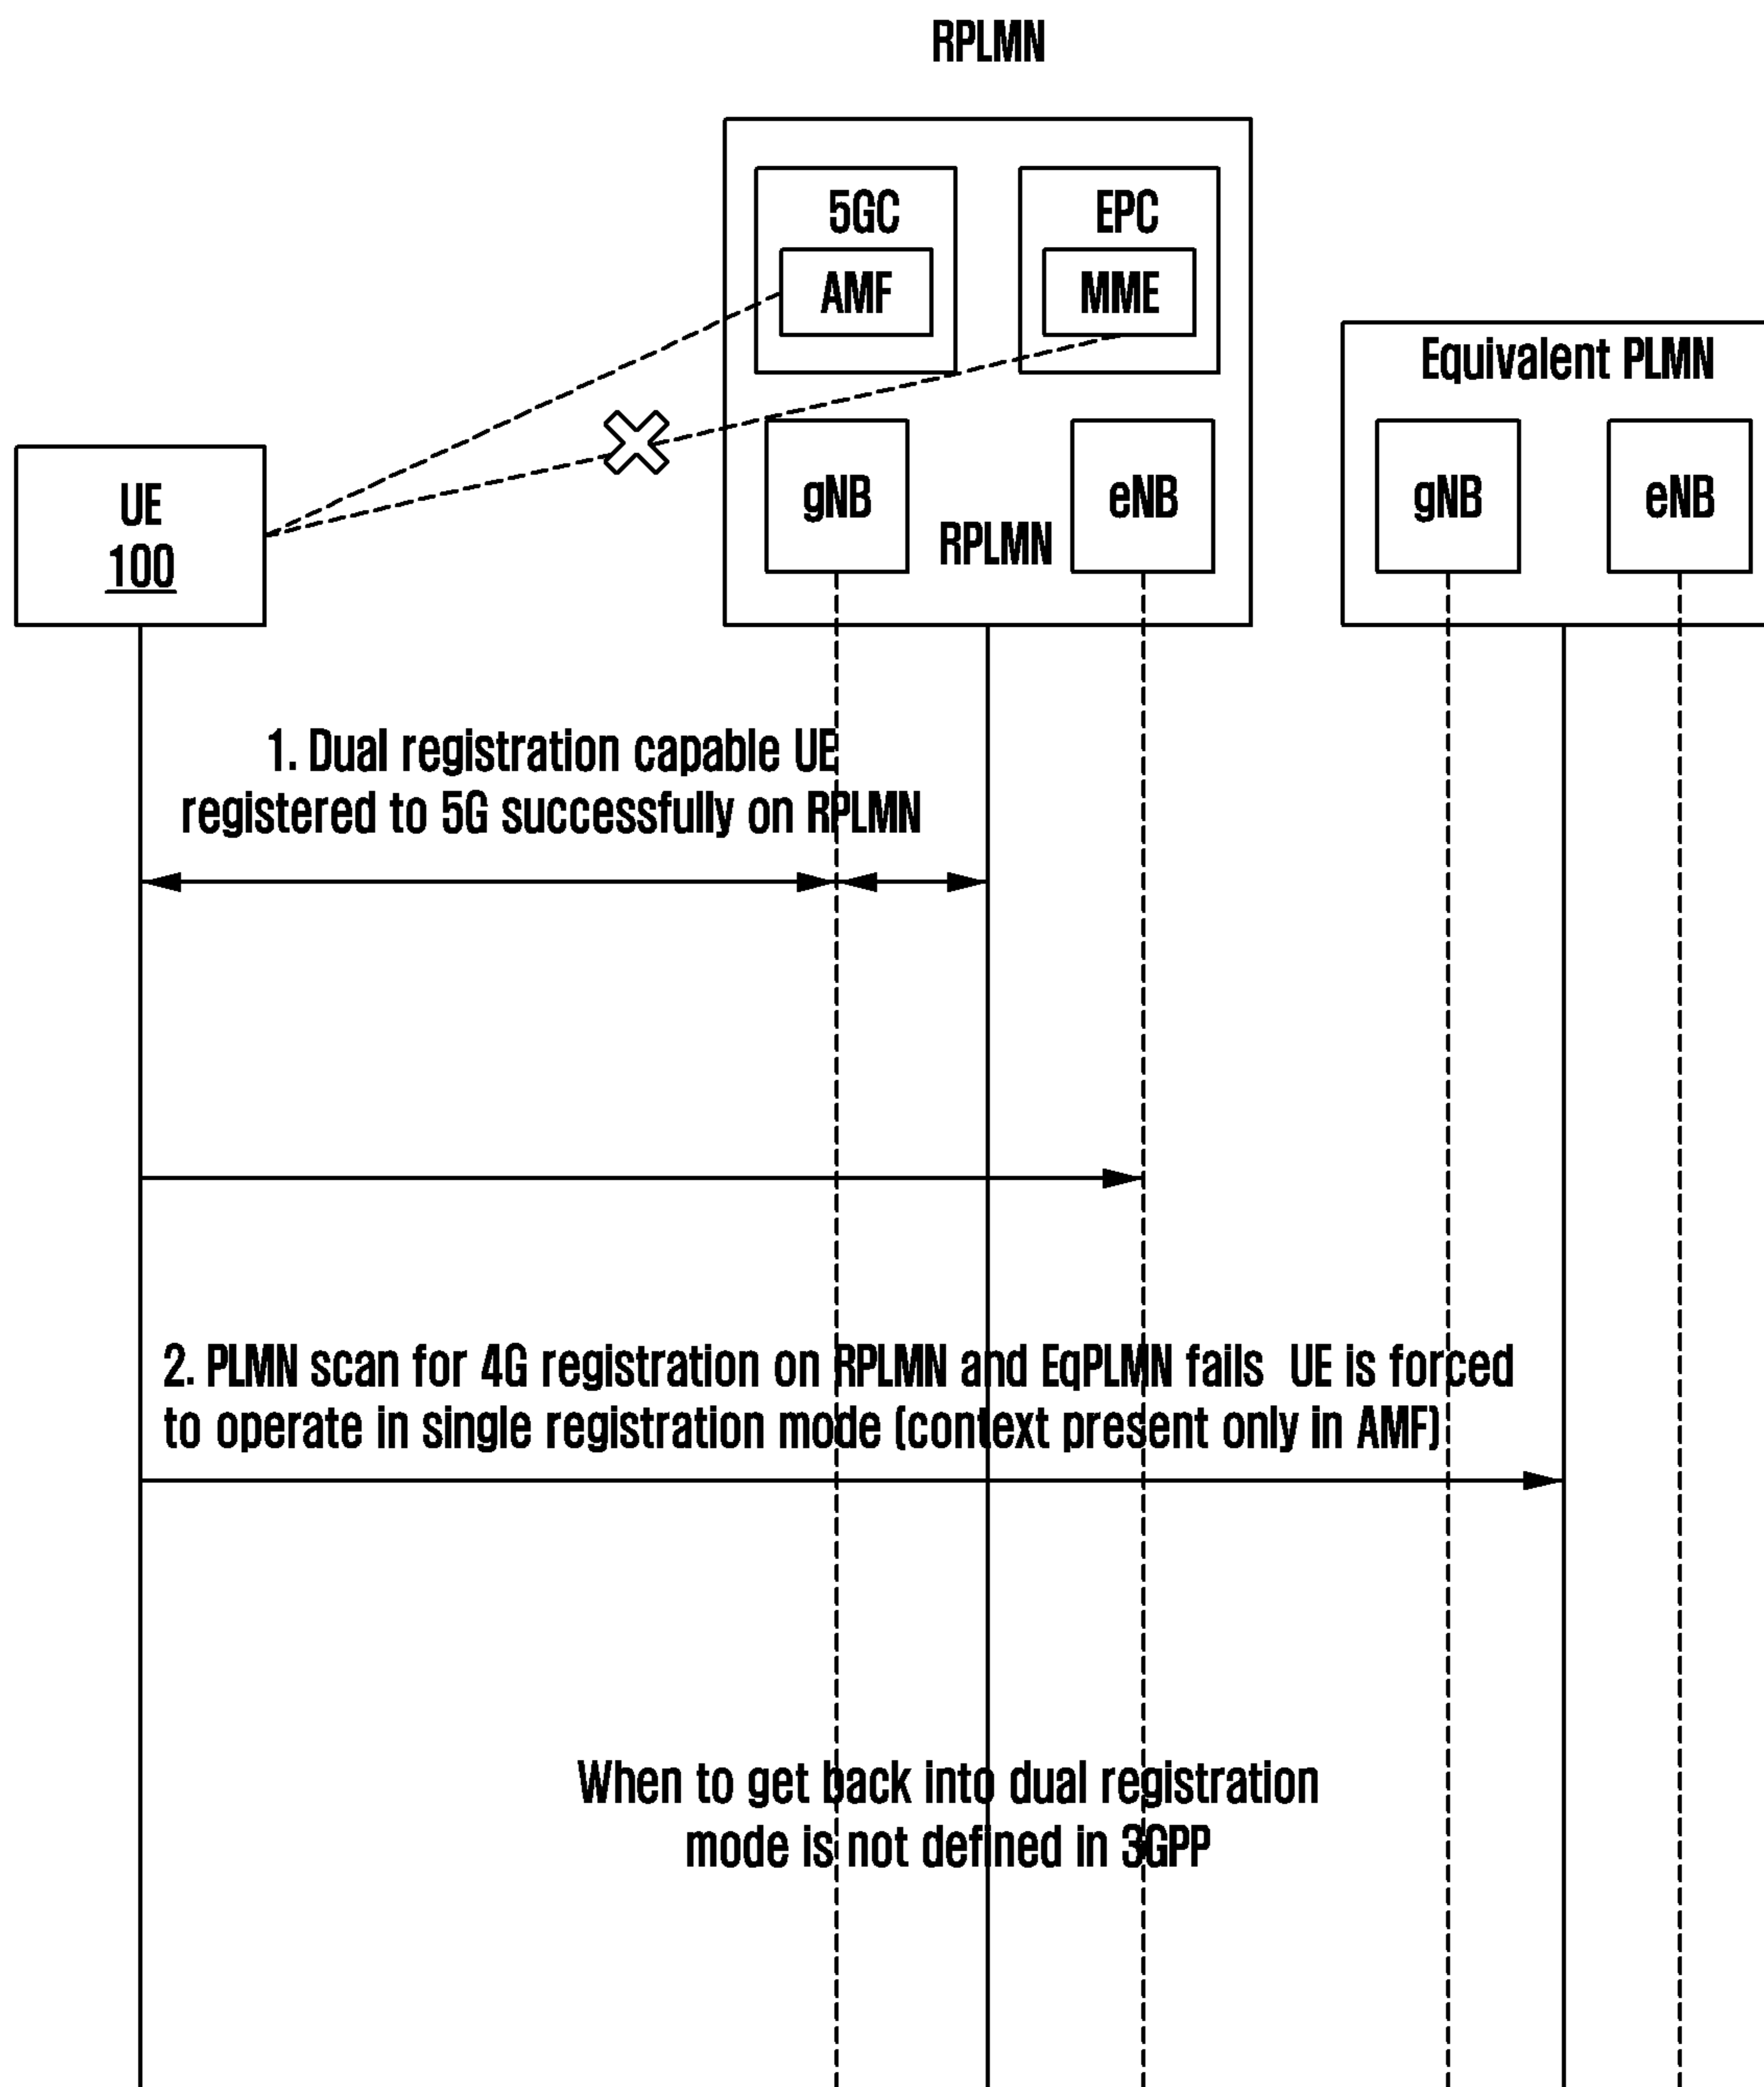 RPLMN
5GC
EPC
AMF
MME
Equivalent PLMN
UE
100
gNB
RPLMN
eNB
gNB
eNB
1. Dual registration capable UE
registered to 5G successfully on RPLMN
2. PLMN scan for 4G registration on RPLMN and EqPLMN fails UE is forced
to operate in single registration mode (context present only in AMF)
When to get back into dual registration
mode is not defined in 3GPP